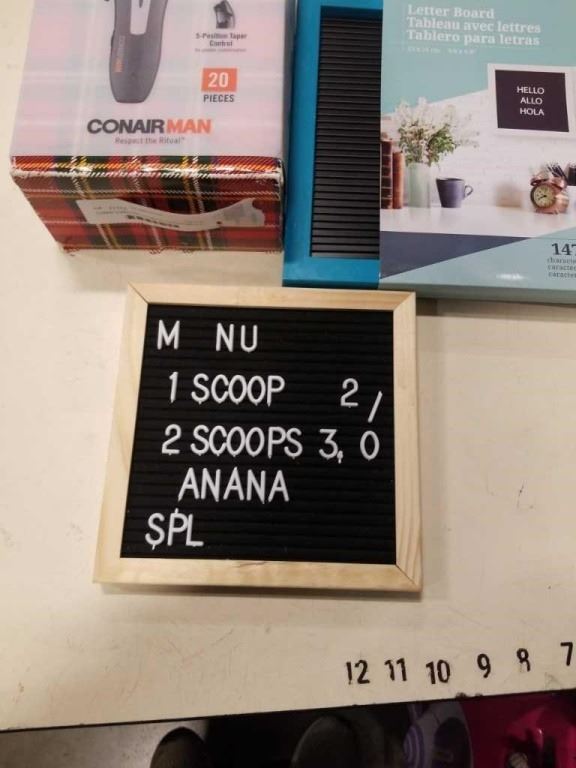 5-Position Taper
Control
20
PIECES
CONAIRMAN
Respect the Ritual™
Letter Board
Tableau avec lettres
Tablero para letras
HELLO
ALLO
HOLA
147
M NU
1 SCOOP 2/
2 SCOOPS 3, 0
ANANA
SPL
12 11 10 9 8 7